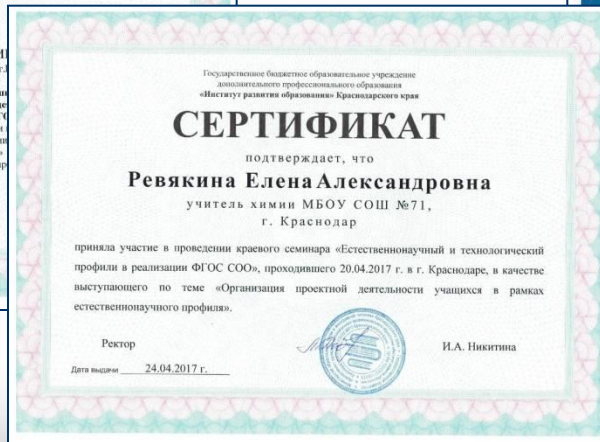 Государственное бюджетное образовательное учреждение
дополнительного профессионального образования
«Институт развития образования» Краснодарского края
СЕРТИФИКАТ
подтверждает, что
Ревякина Елена Александровна
учитель химии МБОУ СОШ №71,
г. Краснодар
приняла участие в проведении краевого семинара «Естественнонаучный и технологический
профили в реализации ФГОС СОО», проходившего 20.04.2017 г. в г. Краснодаре, в качестве
выступающего по теме «Организация проектной деятельности учащихся в рамках
естественнонаучного профиля».
Ректор
И.А. Никитина
Дата выдачи 24.04.2017 г.